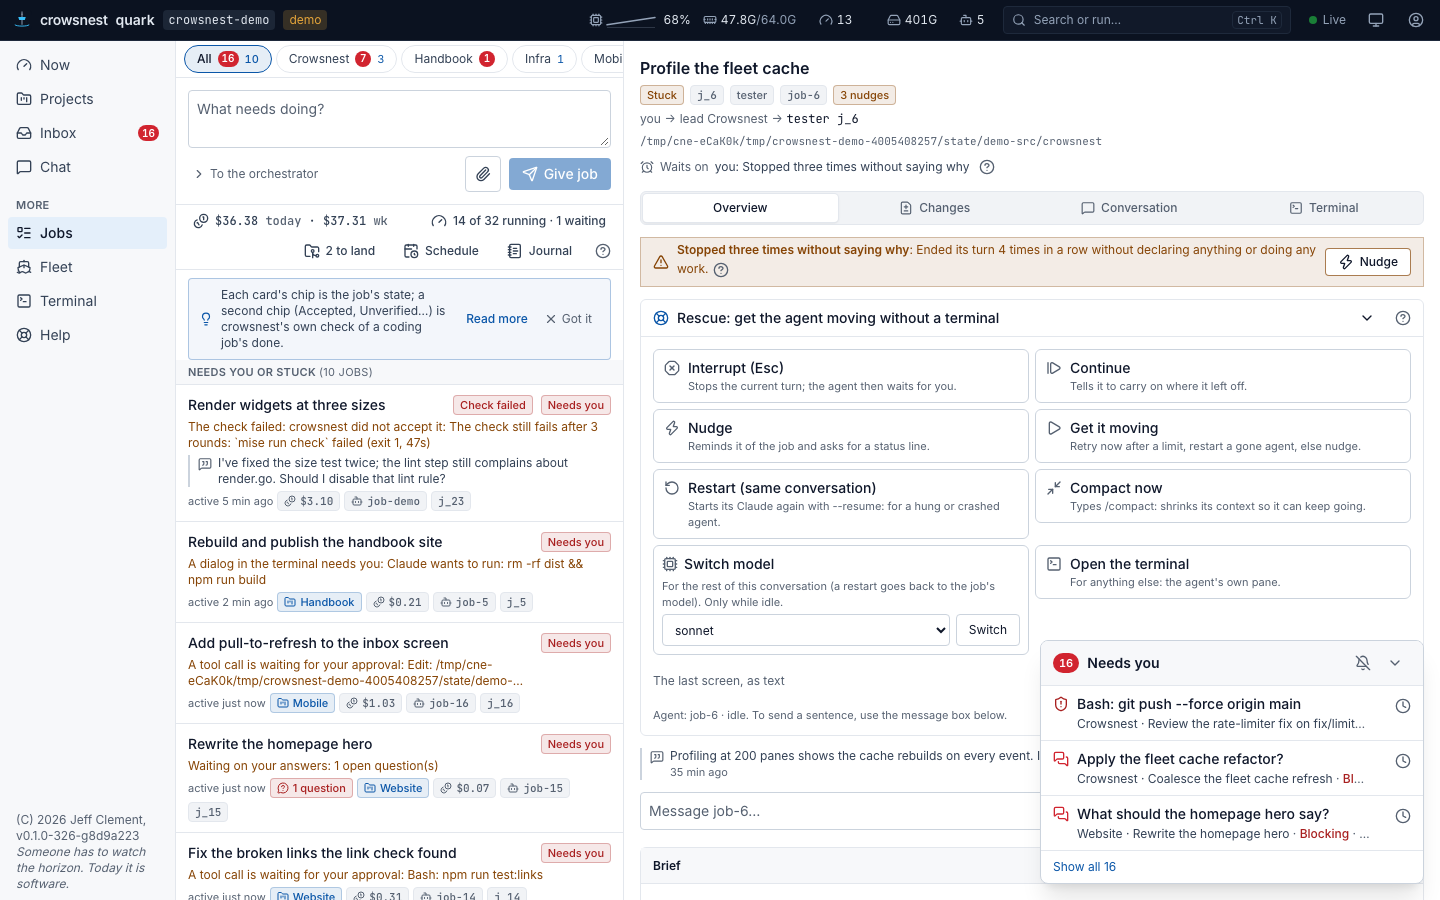 crowsnest quark crowsnest-demo demo
68% 47.8G/64.0G 13 401G 5
Search or run... Ctrl K
Live
Now
Projects
Inbox 16
Chat
MORE
Jobs
Fleet
Terminal
Help
(C) 2026 Jeff Clement,
v0.1.0-326-g8d9a223
Someone has to watch
the horizon. Today it is
software.
All 16 10 Crowsnest 7 3 Handbook 1 Infra 1 Mobi
What needs doing?
To the orchestrator
Give job
$36.38 today · $37.31 wk
14 of 32 running · 1 waiting
2 to land Schedule Journal
Each card's chip is the job's state; a
second chip (Accepted, Unverified...) is
crowsnest's own check of a coding
job's done.
Read more
Got it
NEEDS YOU OR STUCK (10 JOBS)
Render widgets at three sizes Check failed Needs you
The check failed: crowsnest did not accept it: The check still fails after 3
rounds: `mise run check` failed (exit 1, 47s)
I've fixed the size test twice; the lint step still complains about
render.go. Should I disable that lint rule?
active 5 min ago $3.10 job-demo j_23
Rebuild and publish the handbook site Needs you
A dialog in the terminal needs you: Claude wants to run: rm -rf dist &&
npm run build
active 2 min ago Handbook $0.21 job-5 j_5
Add pull-to-refresh to the inbox screen Needs you
A tool call is waiting for your approval: Edit: /tmp/cne-
eCaK0k/tmp/crowsnest-demo-4005408257/state/demo-...
active just now Mobile $1.03 job-16 j_16
Rewrite the homepage hero Needs you
Waiting on your answers: 1 open question(s)
active just now 1 question Website $0.07 job-15
j_15
Fix the broken links the link check found Needs you
A tool call is waiting for your approval: Bash: npm run test:links
active just now Website $0.31 job-14 j_14
Profile the fleet cache
Stuck j_6 tester job-6 3 nudges
you → lead Crowsnest → tester j_6
/tmp/cne-eCaK0k/tmp/crowsnest-demo-4005408257/state/demo-src/crowsnest
Waits on you: Stopped three times without saying why
Overview Changes Conversation Terminal
Stopped three times without saying why: Ended its turn 4 times in a row without declaring anything or doing any
work.
Nudge
Rescue: get the agent moving without a terminal
Interrupt (Esc)
Stops the current turn; the agent then waits for you.
Continue
Tells it to carry on where it left off.
Nudge
Reminds it of the job and asks for a status line.
Get it moving
Retry now after a limit, restart a gone agent, else nudge.
Restart (same conversation)
Starts its Claude again with --resume: for a hung or crashed
agent.
Compact now
Types /compact: shrinks its context so it can keep going.
Switch model
For the rest of this conversation (a restart goes back to the job's
model). Only while idle.
sonnet Switch
Open the terminal
For anything else: the agent's own pane.
The last screen, as text
Agent: job-6 · idle. To send a sentence, use the message box below.
Profiling at 200 panes shows the cache rebuilds on every event.
35 min ago
Message job-6...
Brief
16 Needs you
Bash: git push --force origin main
Crowsnest · Review the rate-limiter fix on fix/limit...
Apply the fleet cache refactor?
Crowsnest · Coalesce the fleet cache refresh · Bl...
What should the homepage hero say?
Website · Rewrite the homepage hero · Blocking · ...
Show all 16